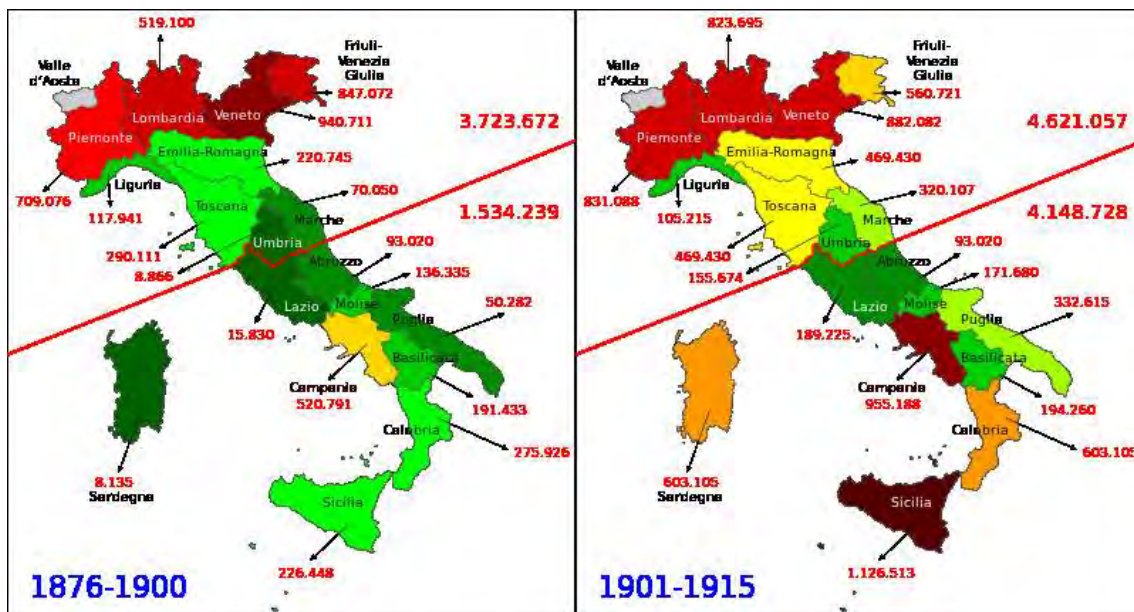 519.100
Friuli-
Venezia
Giulia
Valle
d'Aosta
847.072
Lombardia
Veneto
940.711
Piemonte
3.723.672
Emilia-Romagna
220.745
Liguria
709.076
117.941
70.050
Toscana
Marche
1.534.239
290.111
8.866
Umbria
93.020
Abruzzo
136.335
Lazio
Molise
50.282
15.830
Puglia
Basilicata
Campania
520.791
191.433
Calabria
275.926
8.135
Sardegna
Sicilia
226.448
1876-1900
823.695
Friuli-
Venezia
Giulia
Valle
d'Aosta
560.721
Lombardia
Veneto
882.082
Piemonte
4.621.057
Emilia-Romagna
469.430
Liguria
831.088
105.215
320.107
Toscana
Marche
4.148.728
469.430
155.674
Umbria
93.020
Abruzzo
171.680
Lazio
Molise
332.615
189.225
Puglia
Basilicata
Campania
955.188
194.260
Calabria
603.105
603.105
Sardegna
Sicilia
1.126.513
1901-1915